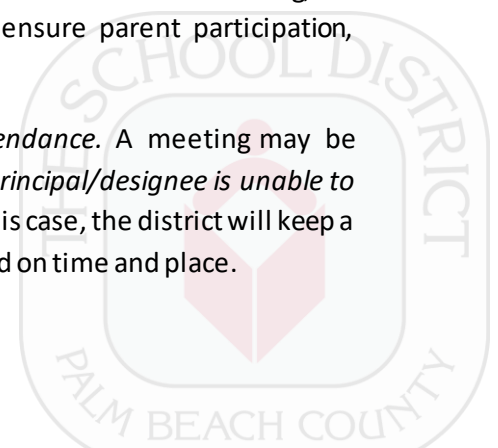 ensure parent participation,
endance. A meeting may be
rincipal/designee is unable to
is case, the district will keep a
d on time and place.
THE SCHOOL DISTRICT
PALM BEACH COUNTY